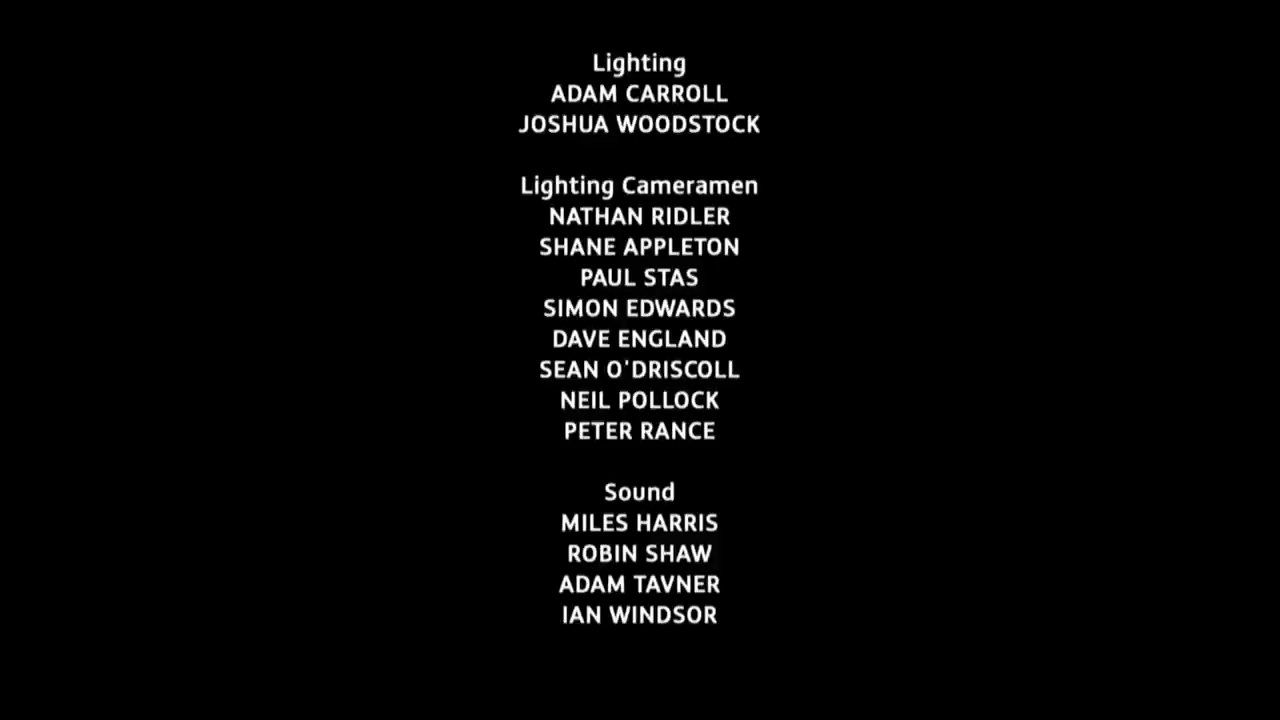 Lighting
ADAM CARROLL
JOSHUA WOODSTOCK
Lighting Cameramen
NATHAN RIDLER
SHANE APPLETON
PAUL STAS
SIMON EDWARDS
DAVE ENGLAND
SEAN O'DRISCOLL
NEIL POLLOCK
PETER RANCE
Sound
MILES HARRIS
ROBIN SHAW
ADAM TAVNER
IAN WINDSOR